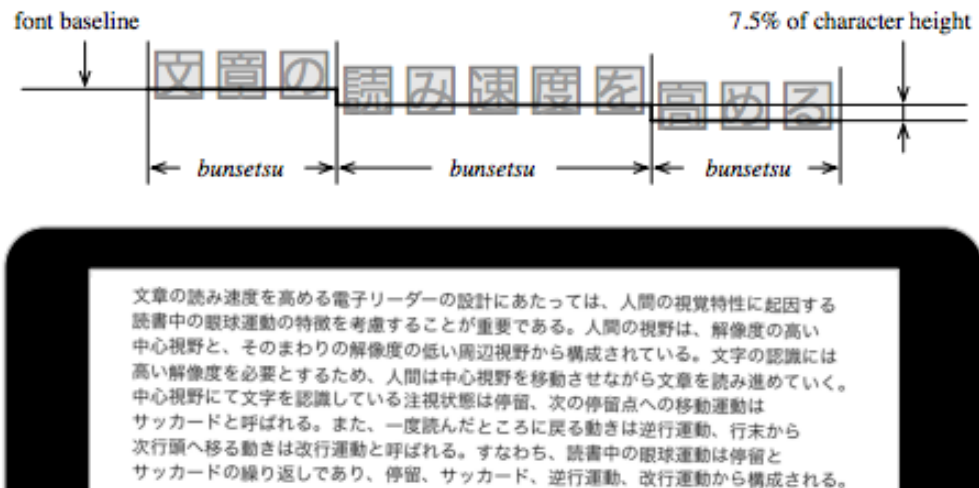 font baseline
7.5% of character height
文章の読み速度を高める
bunsetsu bunsetsu bunsetsu
文章の読み速度を高める電子リーダーの設計にあたっては、人間の視覚特性に起因する
読書中の眼球運動の特徴を考慮することが重要である。人間の視野は、解像度の高い
中心視野と、そのまわりの解像度の低い周辺視野から構成されている。文字の認識には
高い解像度を必要とするため、人間は中心視野を移動させながら文章を読み進めていく。
中心視野にて文字を認識している注視状態は停留、次の停留点への移動運動は
サッカードと呼ばれる。また、一度読んだところに戻る動きは逆行運動、行末から
次行頭へ移る動きは改行運動と呼ばれる。すなわち、読書中の眼球運動は停留と
サッカードの繰り返しであり、停留、サッカード、逆行運動、改行運動から構成される。